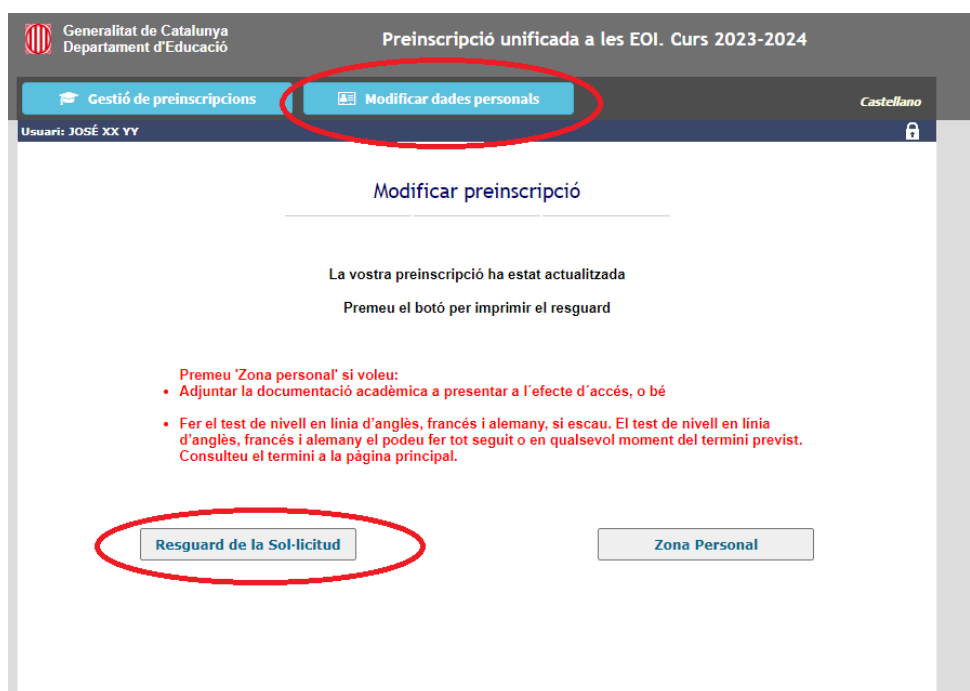 Generalitat de Catalunya
Departament d'Educació
Preinscripció unificada a les EOI. Curs 2023-2024
Gestió de preinscripcions
Modificar dades personals
Castellano
Usuari: JOSÉ XX YY
Modificar preinscripció
La vostra preinscripció ha estat actualitzada
Premeu el botó per imprimir el resguard
Premeu 'Zona personal' si voleu:
• Adjuntar la documentació acadèmica a presentar a l´efecte d´accés, o bé
• Fer el test de nivell en línia d'anglès, francés i alemany, si escau. El test de nivell en línia
d'anglès, francés i alemany el podeu fer tot seguit o en qualsevol moment del termini previst.
Consulteu el termini a la pàgina principal.
Resguard de la Sol·licitud
Zona Personal